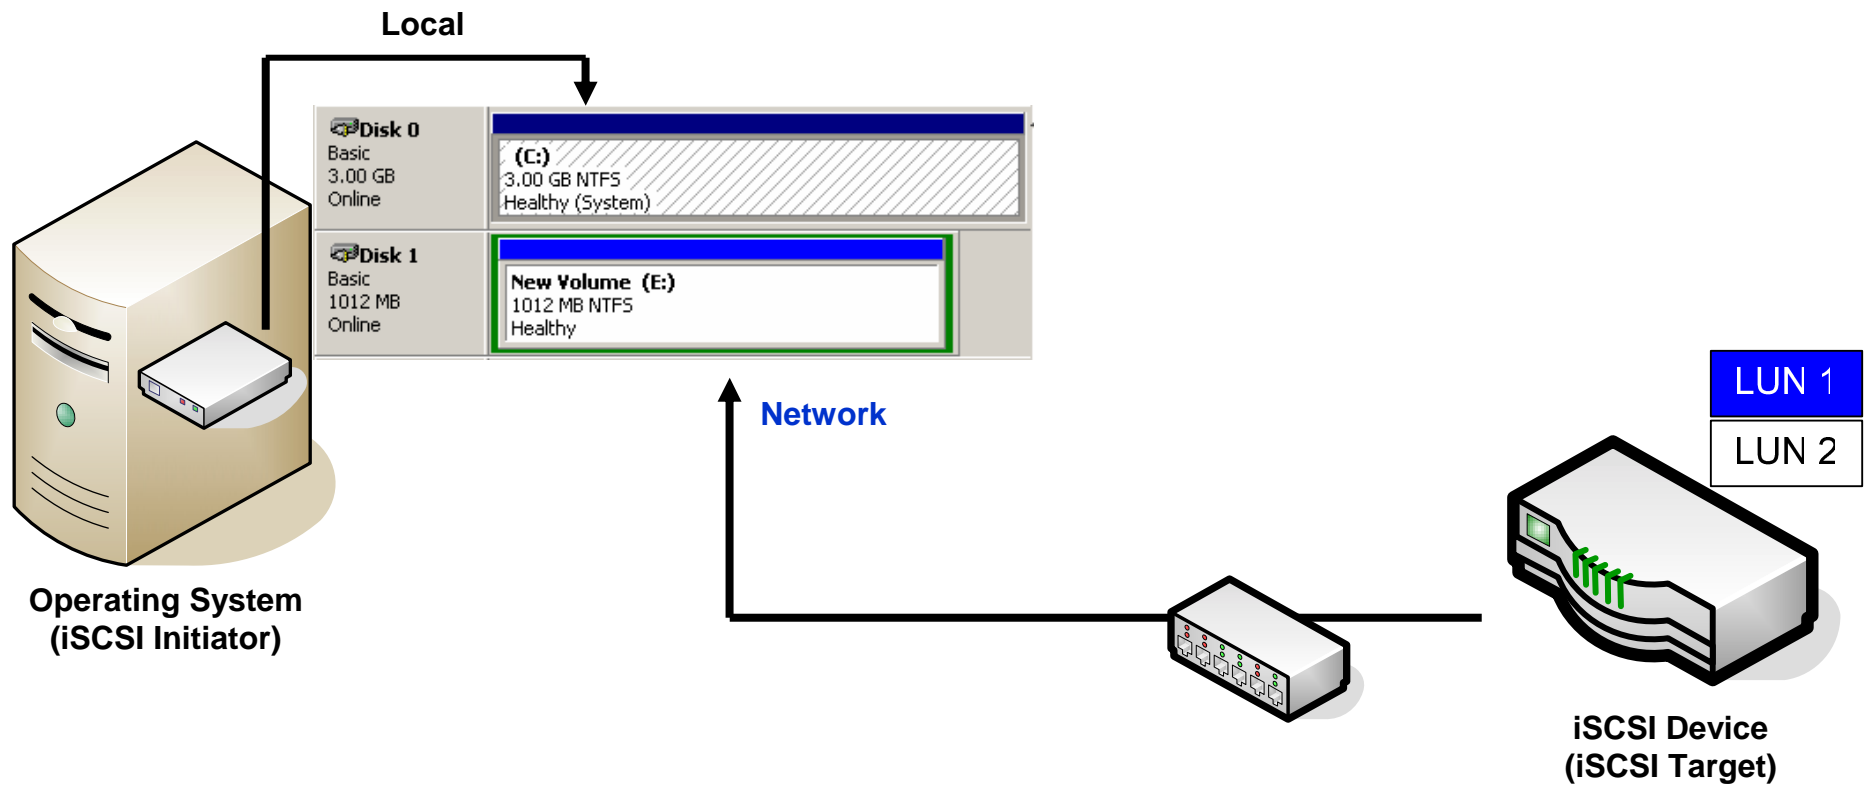 Local
Disk 0
Basic
3.00 GB
Online
(C:)
3.00 GB NTFS
Healthy (System)
Disk 1
Basic
1012 MB
Online
New Volume (E:)
1012 MB NTFS
Healthy
Network
LUN 1
LUN 2
Operating System
(iSCSI Initiator)
iSCSI Device
(iSCSI Target)